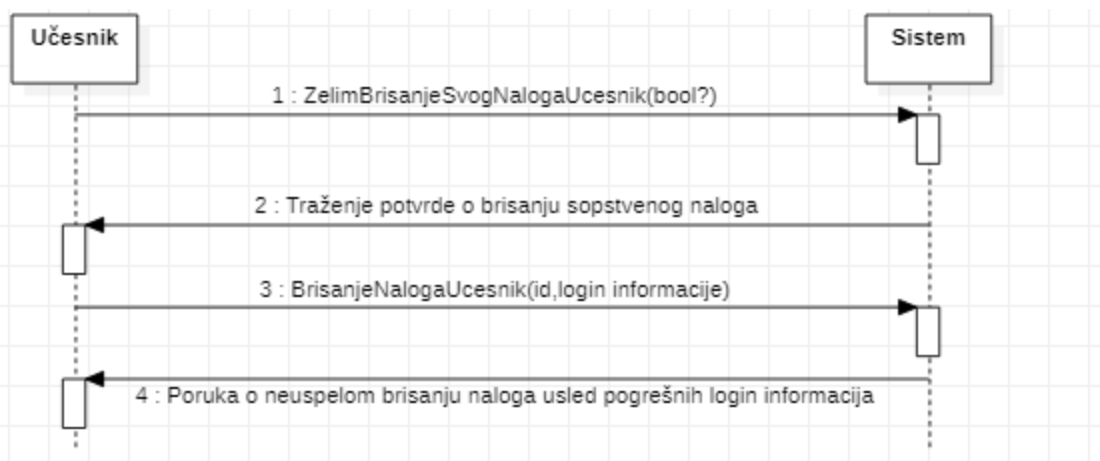 Učesnik
Sistem
1 : ZelimBrisanjeSvogNalogaUcesnik(bool?)
2 : Traženje potvrde o brisanju sopstvenog naloga
3 : BrisanjeNalogaUcesnik(id,login informacije)
4 : Poruka o neuspelom brisanju naloga usled pogrešnih login informacija